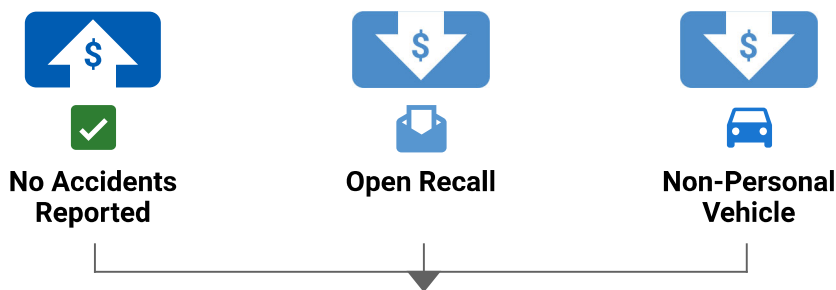 $
$
$
No Accidents
Reported
Open Recall
Non-Personal
Vehicle